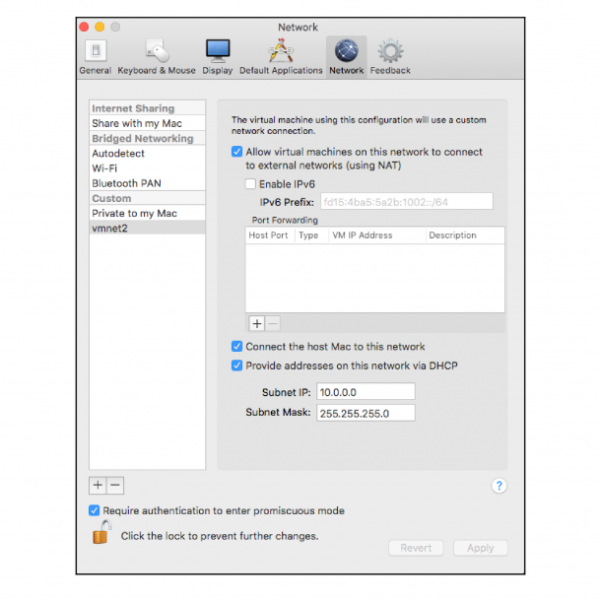 Network
General Keyboard & Mouse Display Default Applications Network Feedback
Internet Sharing
Share with my Mac
Bridged Networking
Autodetect
Wi-Fi
Bluetooth PAN
Custom
Private to my Mac
vmnet2
The virtual machine using this configuration will use a custom
network connection.
Allow virtual machines on this network to connect
to external networks (using NAT)
Enable IPv6
IPv6 Prefix: fd15:4ba5:5a2b:1002::/64
Port Forwarding
Host Port Type VM IP Address Description
+ −
Connect the host Mac to this network
Provide addresses on this network via DHCP
Subnet IP: 10.0.0.0
Subnet Mask: 255.255.255.0
+ −
?
Require authentication to enter promiscuous mode
Click the lock to prevent further changes.
Revert Apply